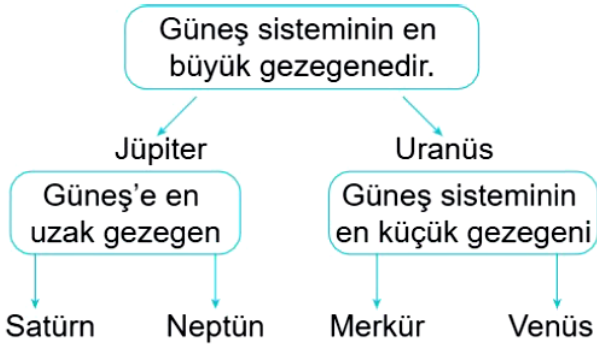 Güneş sisteminin en
büyük gezegenedir.
Jüpiter
Uranüs
Güneş'e en
uzak gezegen
Güneş sisteminin
en küçük gezegeni
Satürn
Neptün
Merkür
Venüs